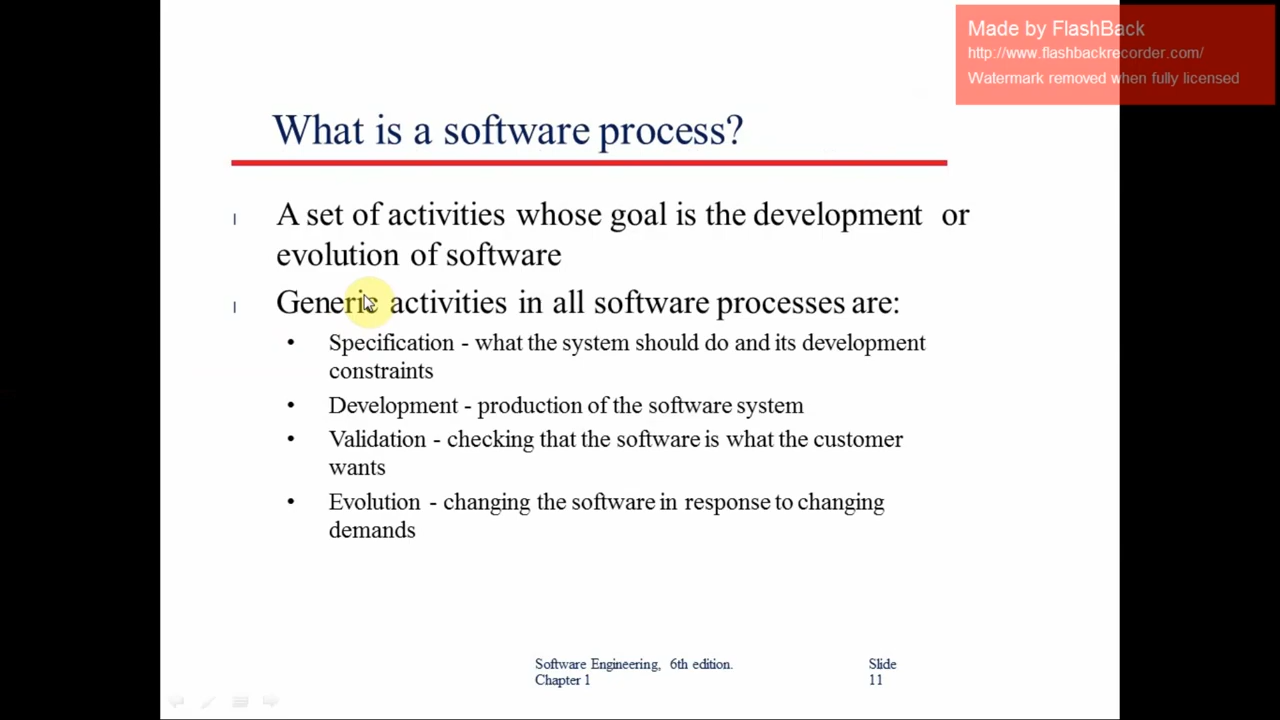 Made by FlashBack
http://www.flashbackrecorder.com/
Watermark removed when fully licensed
What is a software process?
l A set of activities whose goal is the development or
evolution of software
l Generic activities in all software processes are:
• Specification - what the system should do and its development
constraints
• Development - production of the software system
• Validation - checking that the software is what the customer
wants
• Evolution - changing the software in response to changing
demands
Software Engineering, 6th edition. Slide
Chapter 1 11